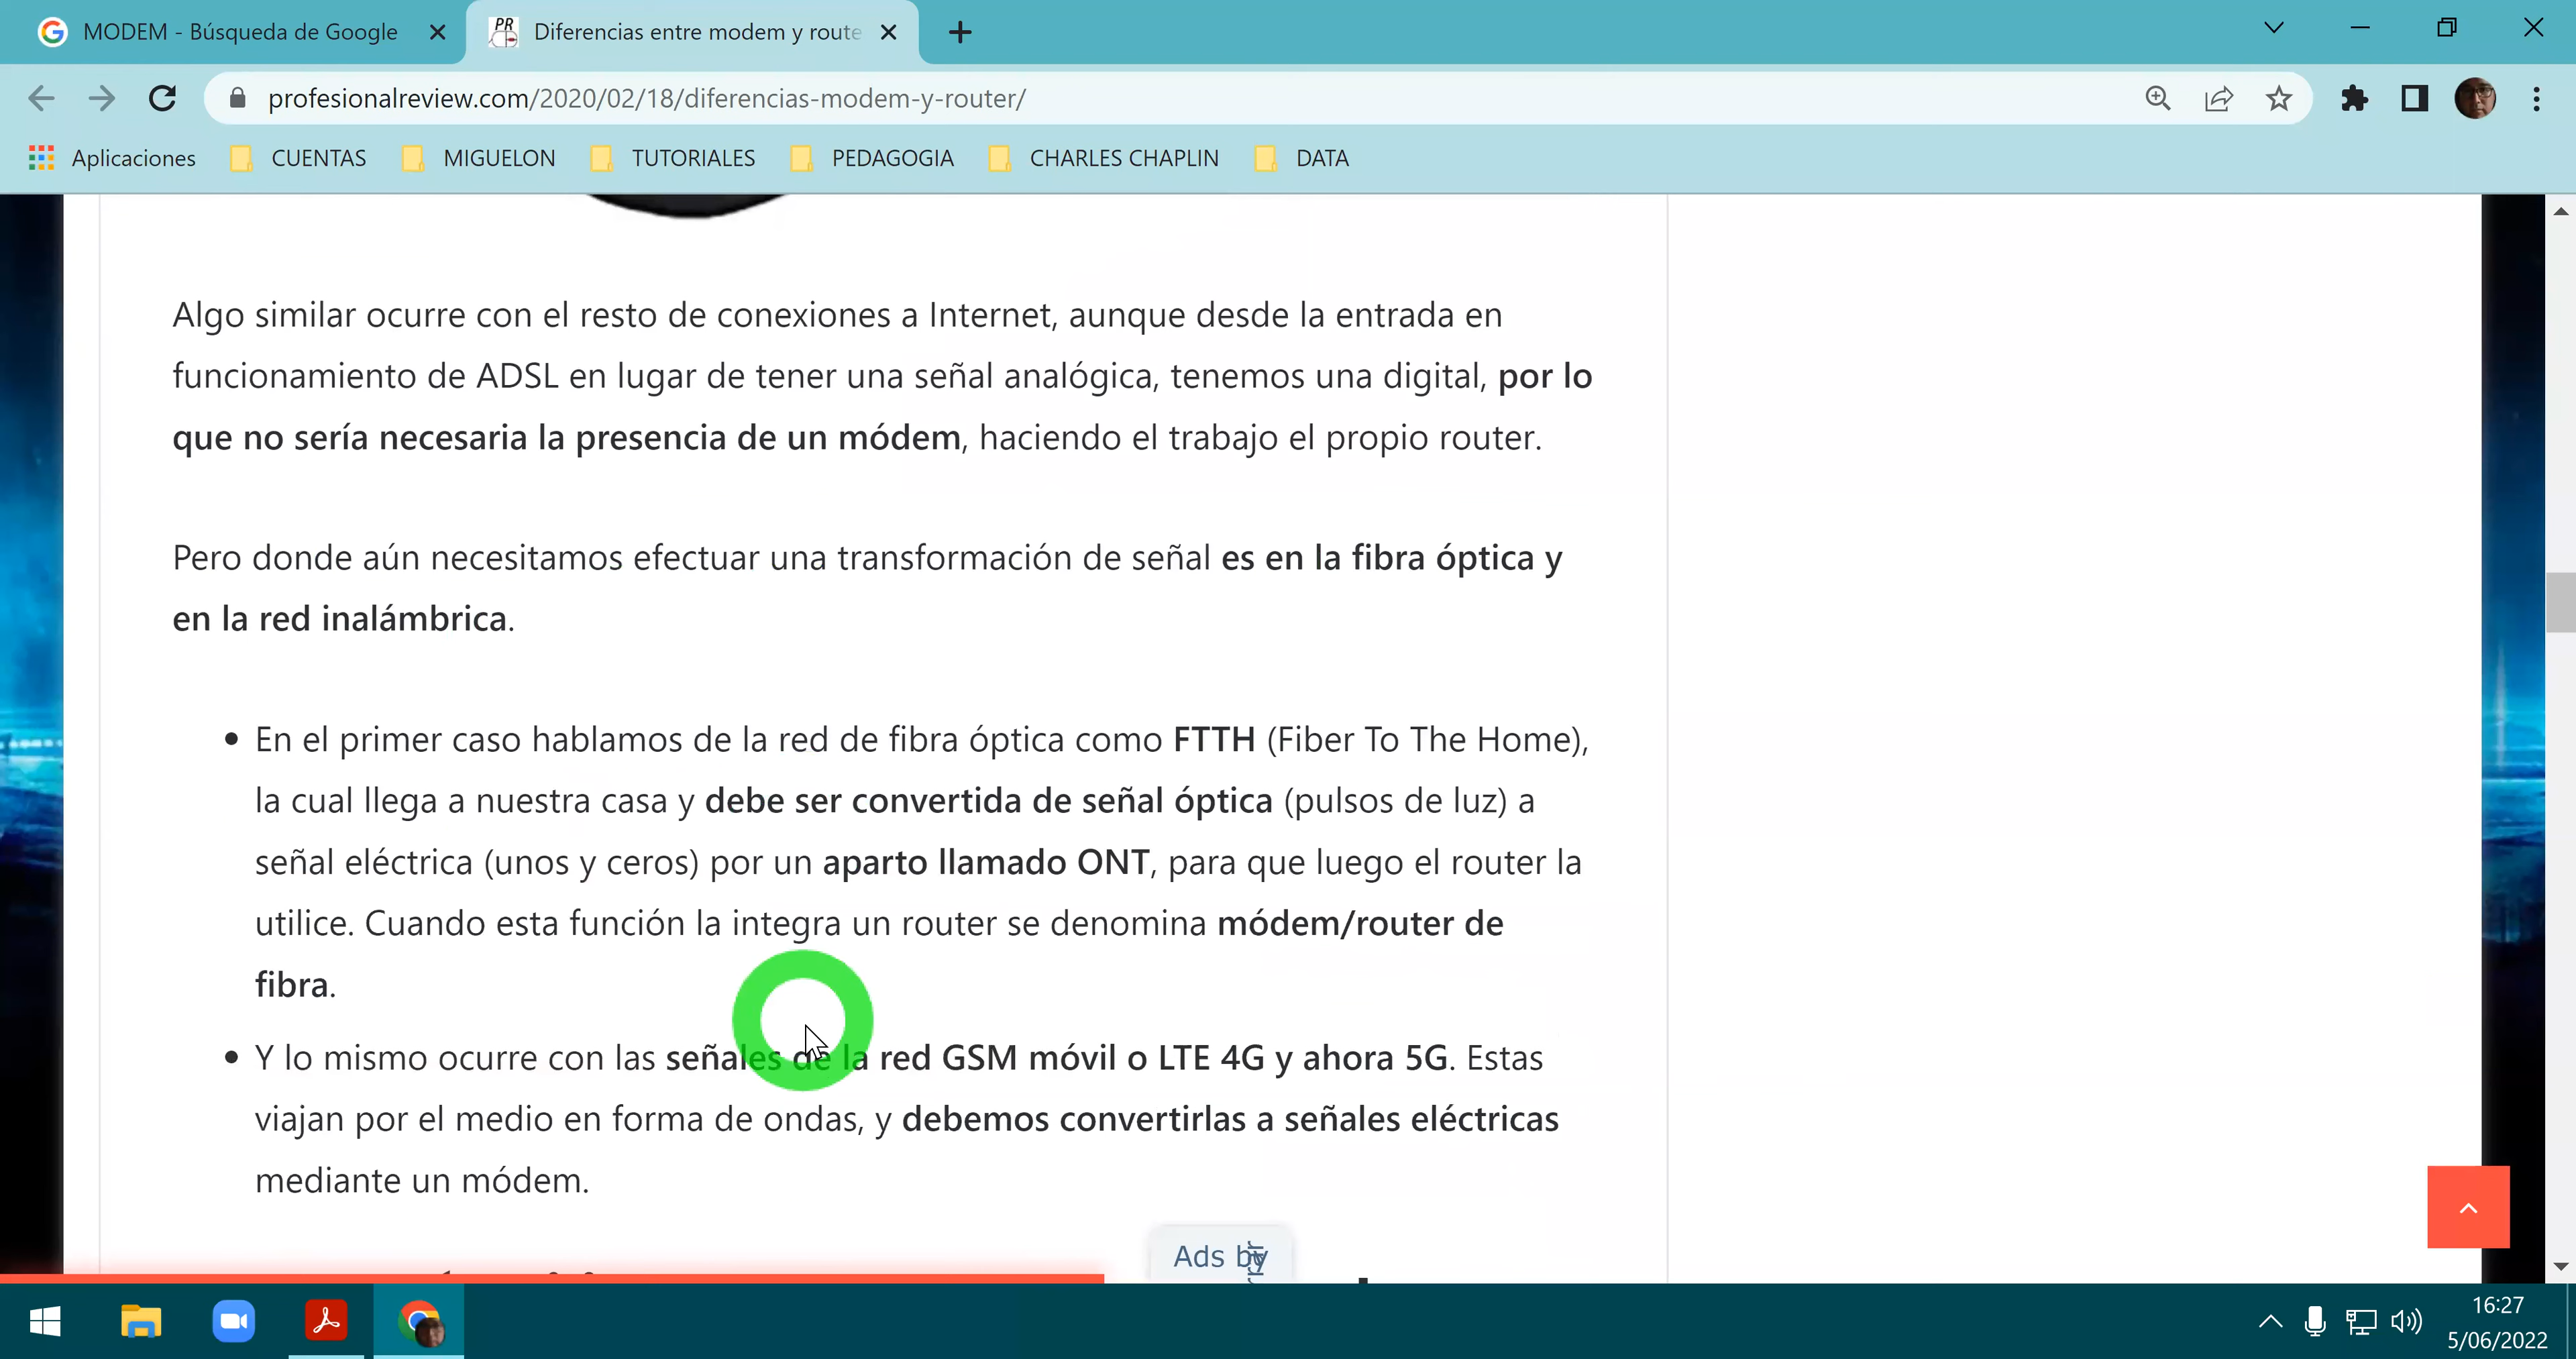 MODEM - Búsqueda de Google
PR
Diferencias entre modem y route
profesionalreview.com/2020/02/18/diferencias-modem-y-router/
Aplicaciones CUENTAS MIGUELON TUTORIALES PEDAGOGIA CHARLES CHAPLIN DATA
Algo similar ocurre con el resto de conexiones a Internet, aunque desde la entrada en
funcionamiento de ADSL en lugar de tener una señal analógica, tenemos una digital, por lo
que no sería necesaria la presencia de un módem, haciendo el trabajo el propio router.
Pero donde aún necesitamos efectuar una transformación de señal es en la fibra óptica y
en la red inalámbrica.
• En el primer caso hablamos de la red de fibra óptica como FTTH (Fiber To The Home),
la cual llega a nuestra casa y debe ser convertida de señal óptica (pulsos de luz) a
señal eléctrica (unos y ceros) por un aparto llamado ONT, para que luego el router la
utilice. Cuando esta función la integra un router se denomina módem/router de
fibra.
• Y lo mismo ocurre con las señales de la red GSM móvil o LTE 4G y ahora 5G. Estas
viajan por el medio en forma de ondas, y debemos convertirlas a señales eléctricas
mediante un módem.
Ads by
16:27
5/06/2022